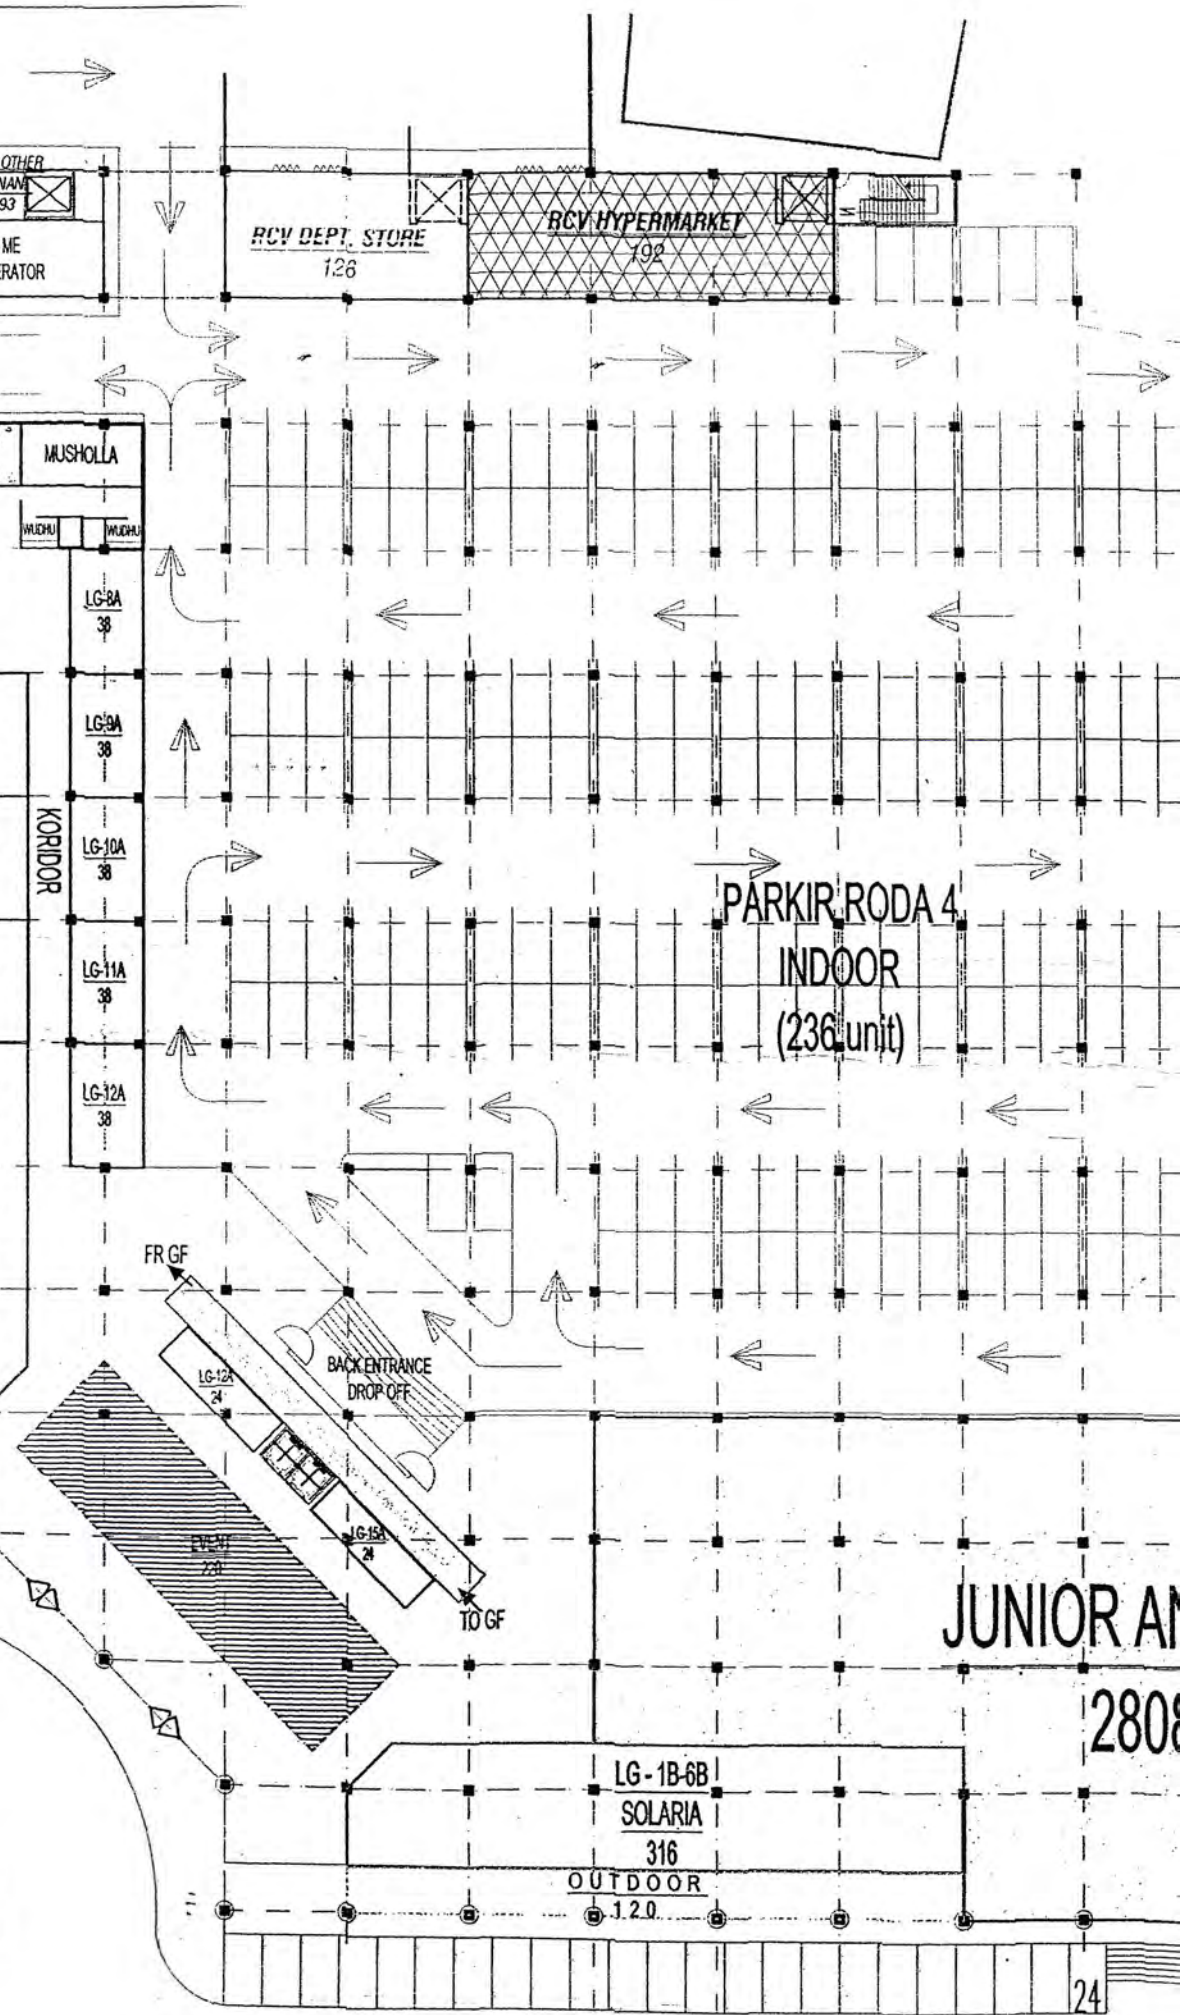 OTHER
93
ME
ERATOR
RCV DEPT. STORE
128
RCV HYPERMARKET
192
MUSHOLLA
WUDHU
WUDHU
LG-8A
38
LG-9A
38
KORIDOR
LG-10A
38
LG-11A
38
LG-12A
38
PARKIR RODA 4
INDOOR
(236 unit)
FR GF
BACK ENTRANCE
DROP OFF
LG-12A
24
LG-15A
24
EVENT
220
TO GF
JUNIOR AN
2808
LG - 1B-6B
SOLARIA
316
OUTDOOR
120
24